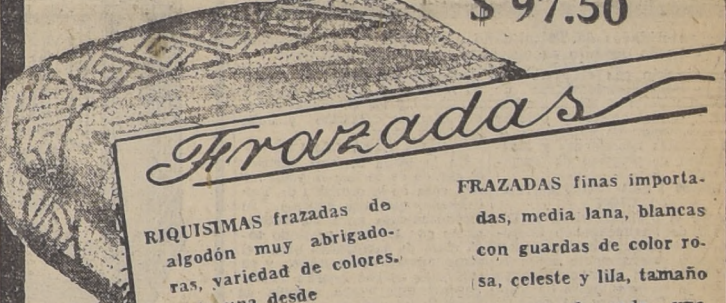 $ 97.50
Frazadas
RIQUISIMAS frazadas de
algodón muy abrigado-
ras, variedad de colores.
desde
FRAZADAS finas importa-
das, media lana, blancas
con guardas de color ro-
sa, celeste y lila, tamaño